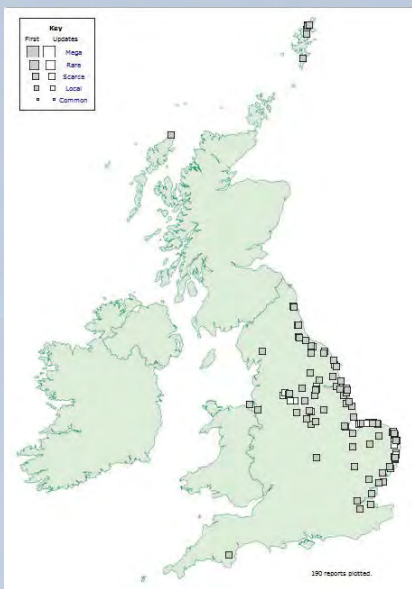 Key
First Updates
Mega
Rare
Scarce
Local
Common
190 reports plotted.